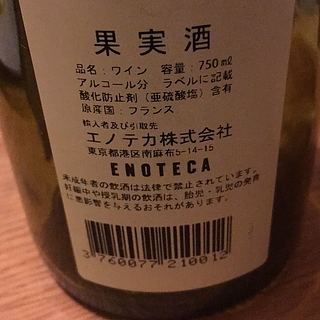 果実酒
品名：ワイン　容量：750㎖
アルコール分　ラベルに記載
酸化防止剤（亜硫酸塩）含有
原産国：フランス
輸入者及び引取先
エノテカ株式会社
東京都港区南麻布5-14-15
ENOTECA
未成年者の飲酒は法律で禁止されています。
妊娠中や授乳期の飲酒は、胎児・乳児の発育
に悪影響を与えるおそれがあります。
3 760077 210012